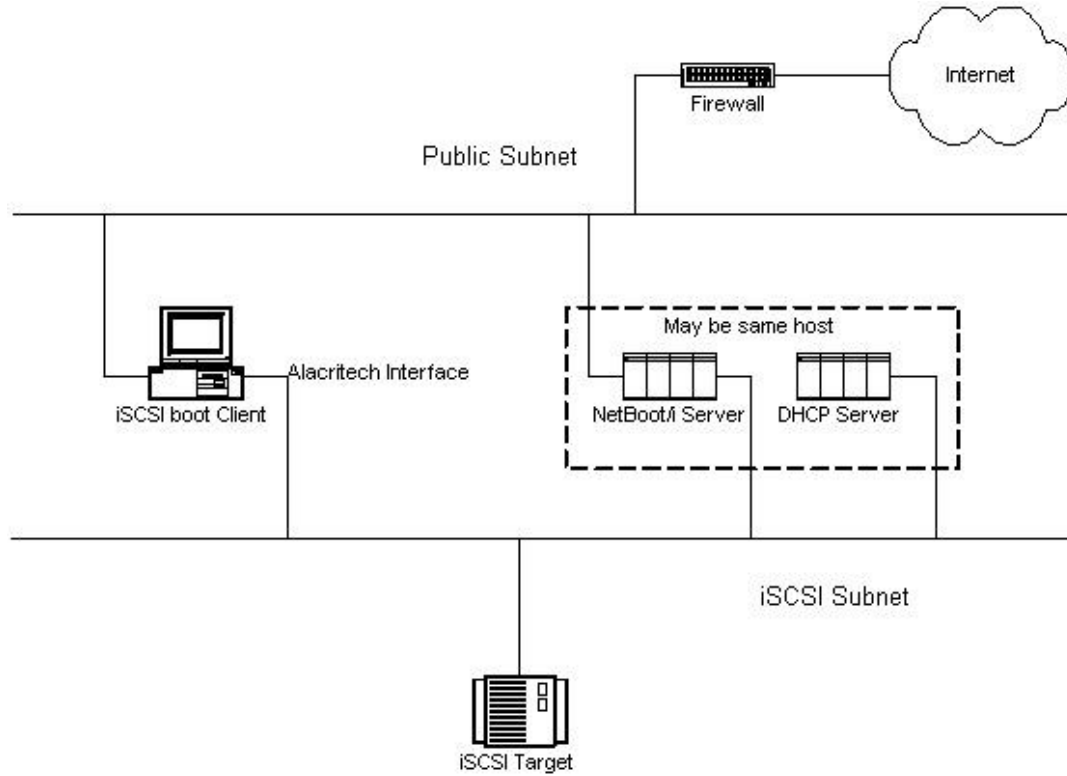 Internet
Firewall
Public Subnet
May be same host
Alacritech Interface
iSCSI boot Client
NetBoot/i Server
DHCP Server
iSCSI Subnet
iSCSI Target